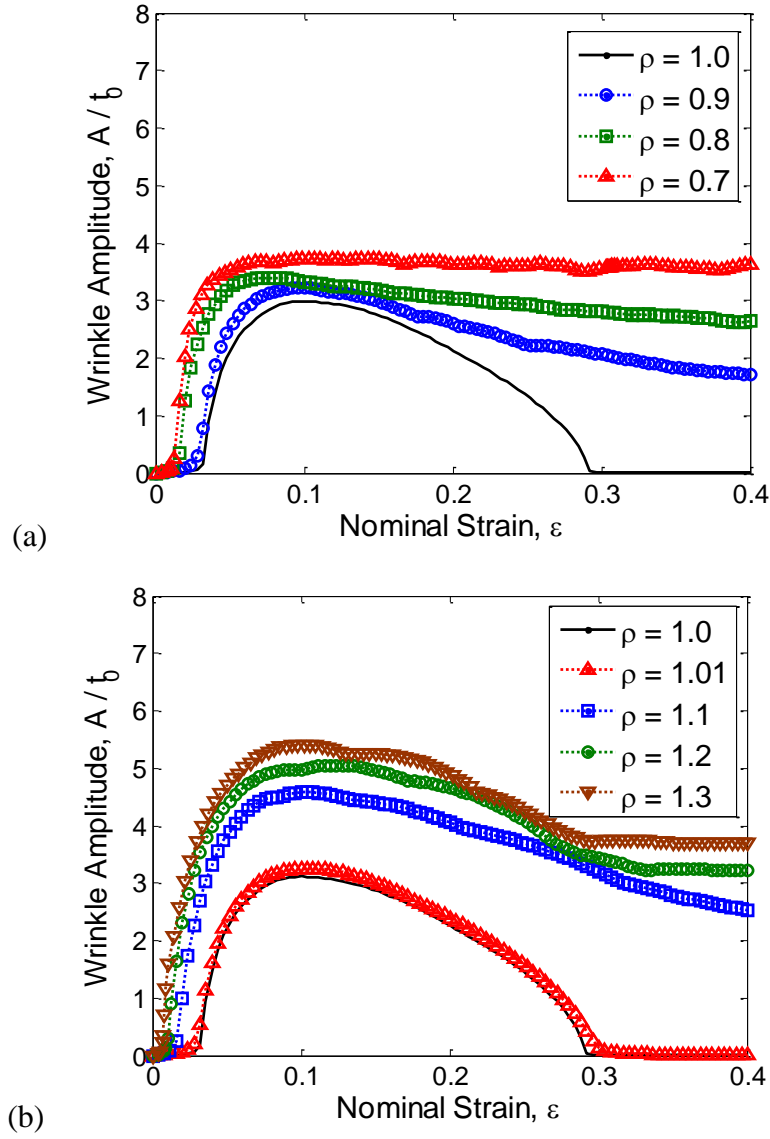 8
7
6
5
4
3
2
1
0
Wrinkle Amplitude, A / t0
ρ = 1.0
ρ = 0.9
ρ = 0.8
ρ = 0.7
0 0.1 0.2 0.3 0.4
Nominal Strain, ε
(a)
8
7
6
5
4
3
2
1
0
Wrinkle Amplitude, A / t0
ρ = 1.0
ρ = 1.01
ρ = 1.1
ρ = 1.2
ρ = 1.3
0 0.1 0.2 0.3 0.4
Nominal Strain, ε
(b)